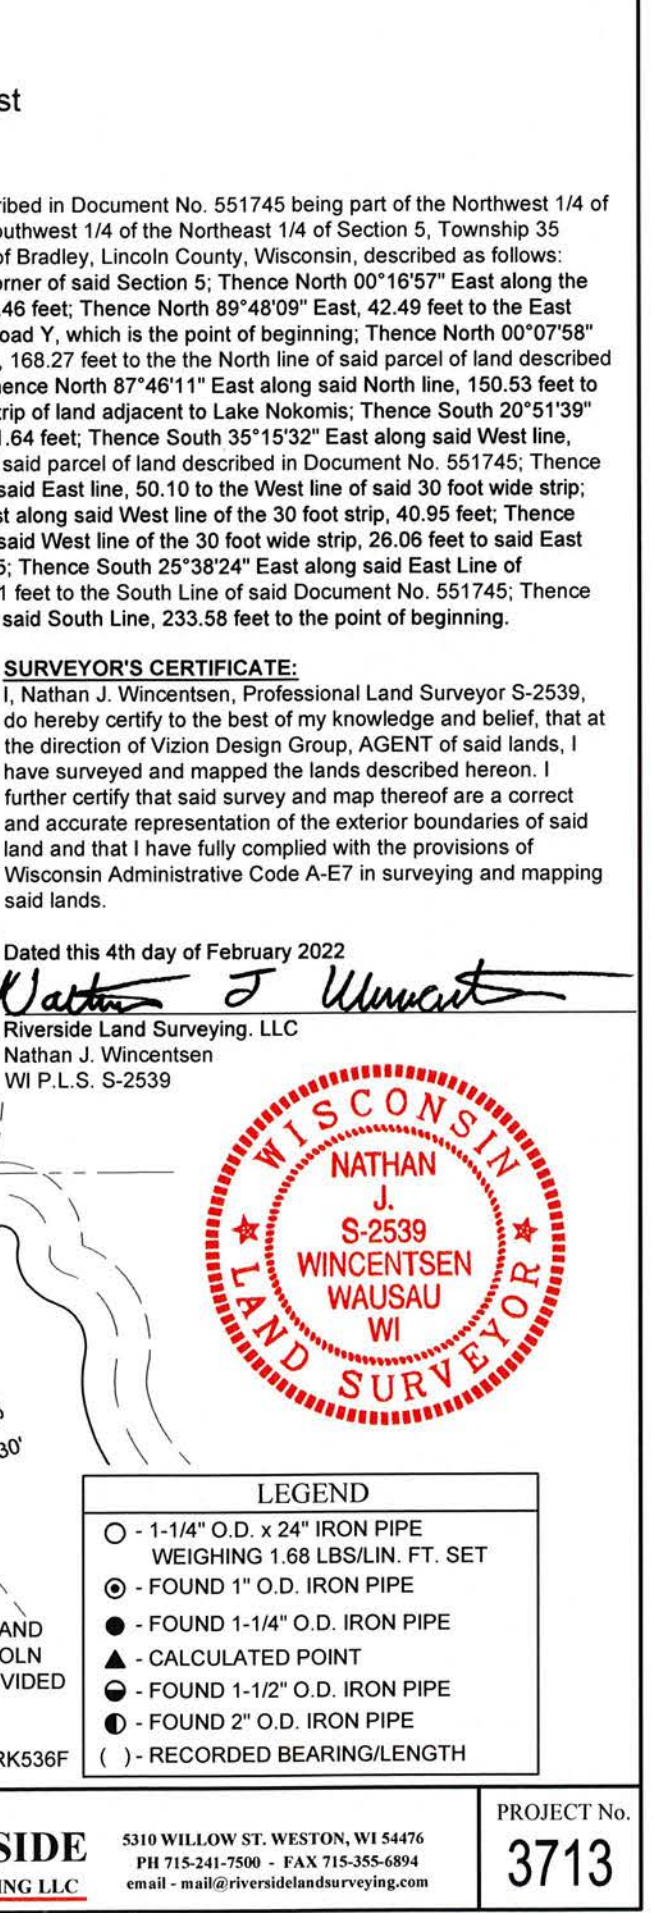 st
ribed in Document No. 551745 being part of the Northwest 1/4 of
outhwest 1/4 of the Northeast 1/4 of Section 5, Township 35
of Bradley, Lincoln County, Wisconsin, described as follows:
orner of said Section 5; Thence North 00°16'57" East along the
.46 feet; Thence North 89°48'09" East, 42.49 feet to the East
oad Y, which is the point of beginning; Thence North 00°07'58"
, 168.27 feet to the the North line of said parcel of land described
hence North 87°46'11" East along said North line, 150.53 feet to
trip of land adjacent to Lake Nokomis; Thence South 20°51'39"
1.64 feet; Thence South 35°15'32" East along said West line,
said parcel of land described in Document No. 551745; Thence
said East line, 50.10 to the West line of said 30 foot wide strip;
st along said West line of the 30 foot strip, 40.95 feet; Thence
said West line of the 30 foot wide strip, 26.06 feet to said East
5; Thence South 25°38'24" East along said East Line of
1 feet to the South Line of said Document No. 551745; Thence
said South Line, 233.58 feet to the point of beginning.
SURVEYOR'S CERTIFICATE:
I, Nathan J. Wincentsen, Professional Land Surveyor S-2539,
do hereby certify to the best of my knowledge and belief, that at
the direction of Vizion Design Group, AGENT of said lands, I
have surveyed and mapped the lands described hereon. I
further certify that said survey and map thereof are a correct
and accurate representation of the exterior boundaries of said
land and that I have fully complied with the provisions of
Wisconsin Administrative Code A-E7 in surveying and mapping
said lands.
Dated this 4th day of February 2022
Riverside Land Surveying. LLC
Nathan J. Wincentsen
WI P.L.S. S-2539
WISCONSIN
NATHAN
J.
S-2539
WINCENTSEN
WAUSAU
WI
LAND SURVEYOR
30'
LEGEND
- 1-1/4" O.D. x 24" IRON PIPE
WEIGHING 1.68 LBS/LIN. FT. SET
- FOUND 1" O.D. IRON PIPE
- FOUND 1-1/4" O.D. IRON PIPE
- CALCULATED POINT
- FOUND 1-1/2" O.D. IRON PIPE
- FOUND 2" O.D. IRON PIPE
( ) - RECORDED BEARING/LENGTH
AND
OLN
VIDED
RK536F
SIDE
ING LLC
5310 WILLOW ST. WESTON, WI 54476
PH 715-241-7500 - FAX 715-355-6894
email - mail@riversidelandsurveying.com
PROJECT No.
3713